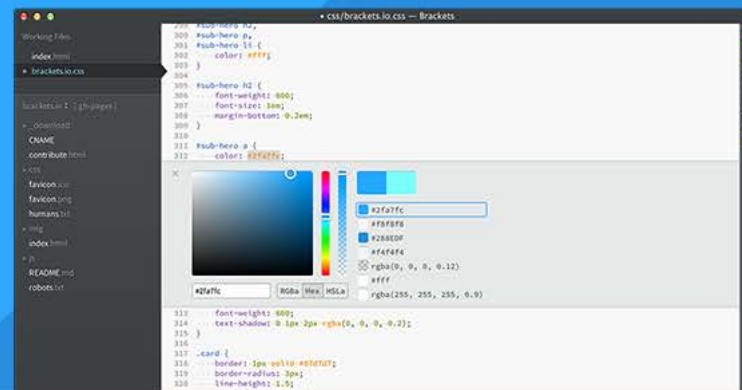 • css/brackets.io.css — Brackets
Working Files
index.html
• brackets.io.css
brackets.io [gh-pages]
_download
CNAME
contribute.html
css
favicon.ico
favicon.png
humans.txt
img
index.html
js
README.md
robots.txt
299 #sub-hero h2,
300 #sub-hero p,
301 #sub-hero li {
302 color: #fff;
303 }
304
305 #sub-hero h2 {
306 font-weight: 600;
307 font-size: 1em;
308 margin-bottom: 0.2em;
309 }
310
311 #sub-hero a {
312 color: #2fa7fc;
#2fa7fc
#f8f8f8
#288EDF
#f4f4f4
rgba(0, 0, 0, 0.12)
#fff
rgba(255, 255, 255, 0.9)
#2fa7fc RGBa Hex HSLa
313 font-weight: 600;
314 text-shadow: 0 1px 2px rgba(0, 0, 0, 0.2);
315 }
316
317 .card {
318 border: 1px solid
319 border-radius: 3px;
320 line-height: 1.5;